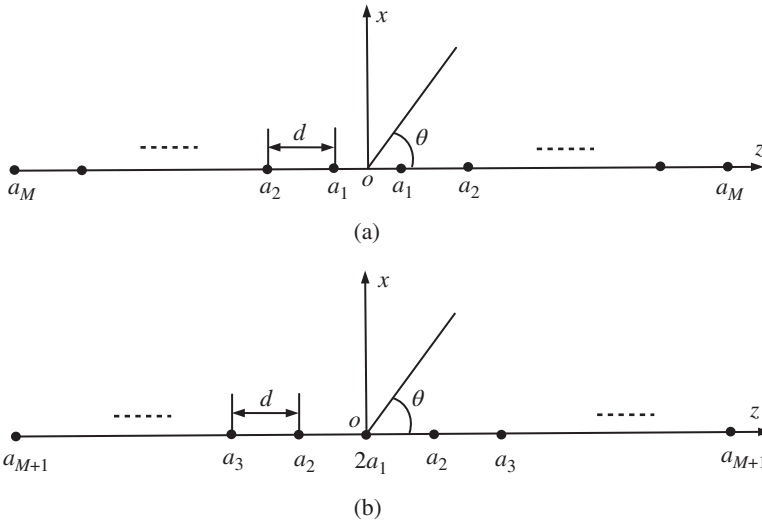 x
d
θ
z
a_M
a_2
a_1
o
a_1
a_2
a_M
(a)
x
d
θ
z
o
a_{M+1}
a_3
a_2
2a_1
a_2
a_3
a_{M+1}
(b)